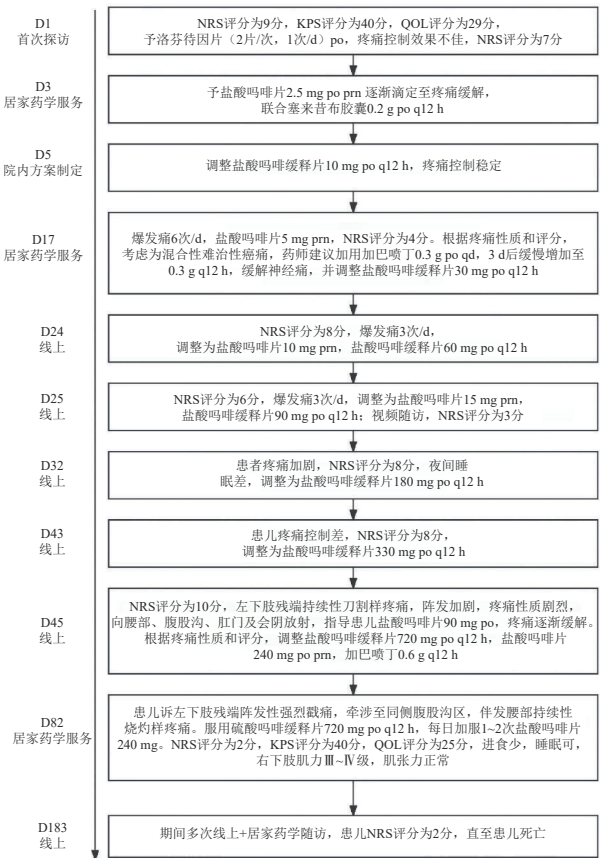 D1
首次探访
NRS评分为9分，KPS评分为40分，QOL评分为29分，
予洛芬待因片（2片/次，1次/d）po，疼痛控制效果不佳，NRS评分为7分
D3
居家药学服务
予盐酸吗啡片2.5 mg po prn 逐渐滴定至疼痛缓解，
联合塞来昔布胶囊0.2 g po q12 h
D5
院内方案制定
调整盐酸吗啡缓释片10 mg po q12 h，疼痛控制稳定
D17
居家药学服务
爆发痛6次/d，盐酸吗啡片5 mg prn，NRS评分为4分。根据疼痛性质和评分，
考虑为混合性难治性癌痛，药师建议加用加巴喷丁0.3 g po qd，3 d后缓慢增加至
0.3 g q12 h，缓解神经痛，并调整盐酸吗啡缓释片30 mg po q12 h
D24
线上
NRS评分为8分，爆发痛3次/d，
调整为盐酸吗啡片10 mg prn，盐酸吗啡缓释片60 mg po q12 h
D25
线上
NRS评分为6分，爆发痛3次/d，调整为盐酸吗啡片15 mg prn，
盐酸吗啡缓释片90 mg po q12 h；视频随访，NRS评分为3分
D32
线上
患者疼痛加剧，NRS评分为8分，夜间睡
眠差，调整为盐酸吗啡缓释片180 mg po q12 h
D43
线上
患儿疼痛控制差，NRS评分为8分，
调整为盐酸吗啡缓释片330 mg po q12 h
D45
线上
NRS评分为10分，左下肢残端持续性刀割样疼痛，阵发加剧，疼痛性质剧烈，
向腰部、腹股沟、肛门及会阴放射，指导患儿盐酸吗啡片90 mg po，疼痛逐渐缓解。
根据疼痛性质和评分，调整盐酸吗啡缓释片720 mg po q12 h，盐酸吗啡片
240 mg po prn，加巴喷丁0.6 g q12 h
D82
居家药学服务
患儿诉左下肢残端阵发性强烈戳痛，牵涉至同侧腹股沟区，伴发腰部持续性
烧灼样疼痛。服用硫酸吗啡缓释片720 mg po q12 h，每日加服1~2次盐酸吗啡片
240 mg。NRS评分为2分，KPS评分为40分，QOL评分为25分，进食少，睡眠可，
右下肢肌力Ⅲ~Ⅳ级，肌张力正常
D183
线上
期间多次线上+居家药学随访，患儿NRS评分为2分，直至患儿死亡